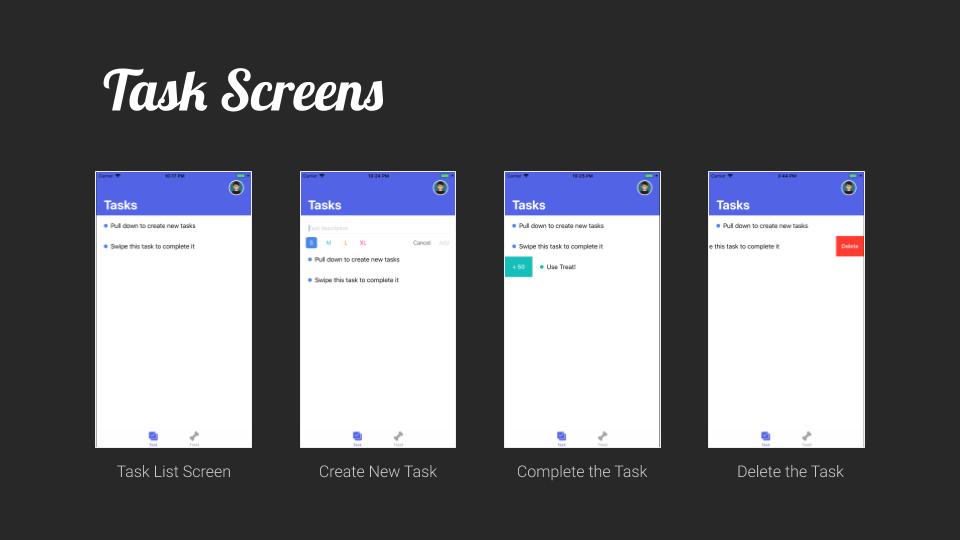 Task Screens
Carrier 10:17 PM
Tasks
Pull down to create new tasks
Swipe this task to complete it
Task
Treat
Task List Screen
Carrier 10:24 PM
Tasks
Task description
S M L XL Cancel Add
Pull down to create new tasks
Swipe this task to complete it
Task
Treat
Create New Task
Carrier 10:25 PM
Tasks
Pull down to create new tasks
Swipe this task to complete it
+ 50 Use Treat!
Task
Treat
Complete the Task
Carrier 3:44 PM
Tasks
Pull down to create new tasks
e this task to complete it Delete
Task
Treat
Delete the Task